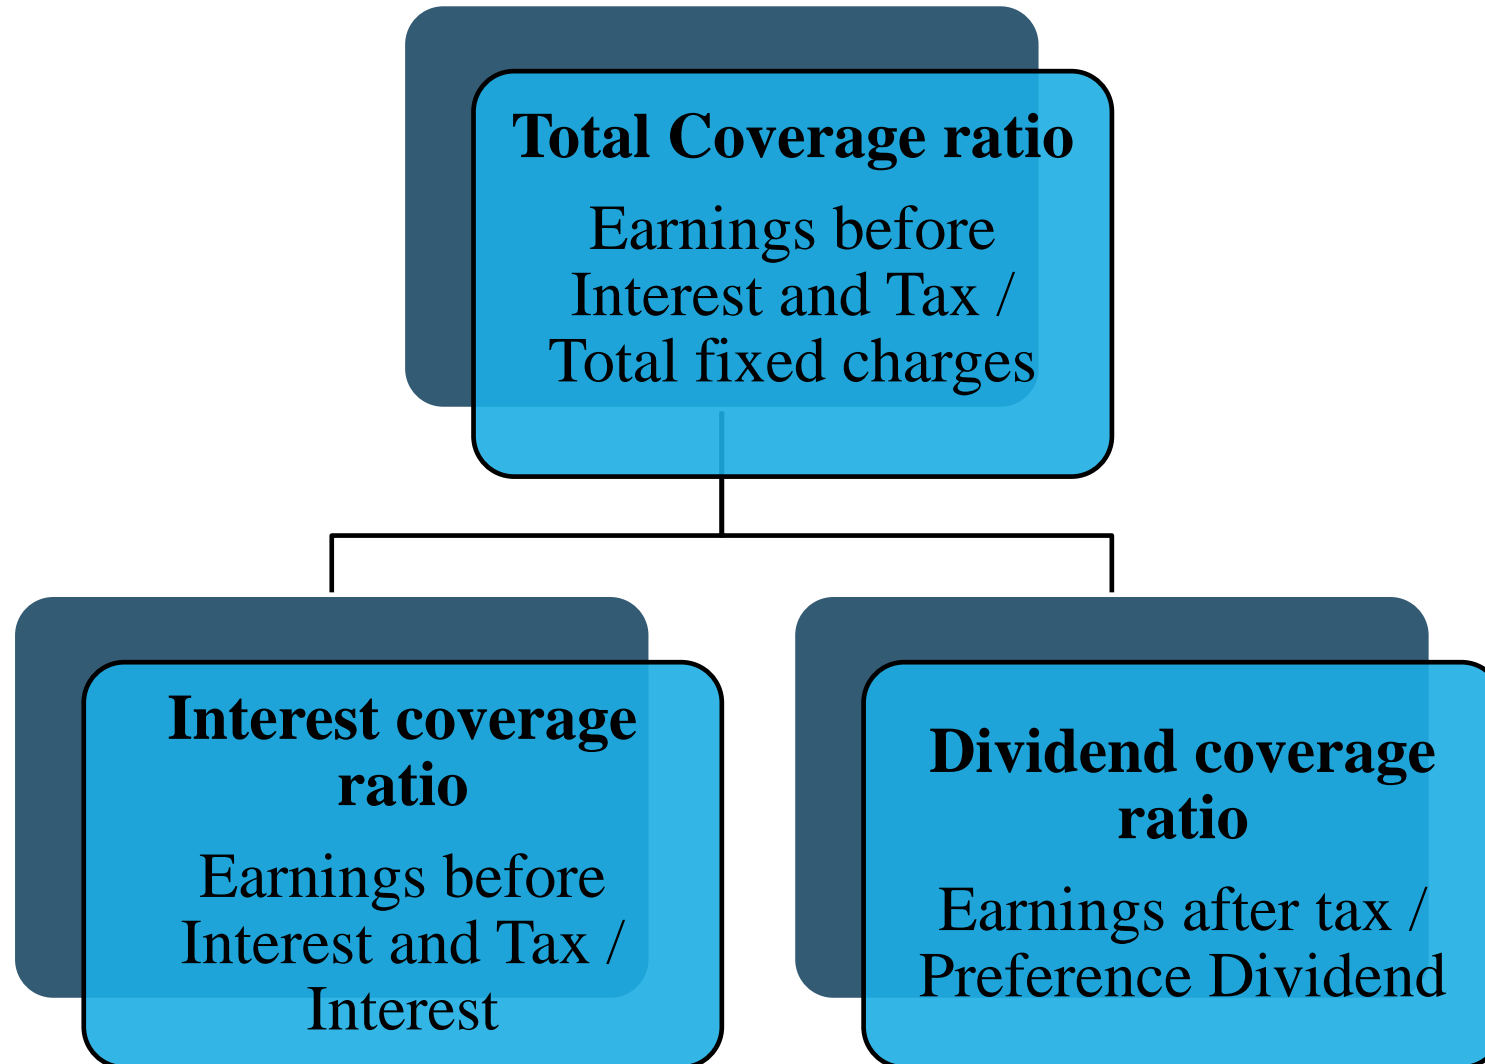 Total Coverage ratio
Earnings before
Interest and Tax /
Total fixed charges
Interest coverage
ratio
Earnings before
Interest and Tax /
Interest
Dividend coverage
ratio
Earnings after tax /
Preference Dividend